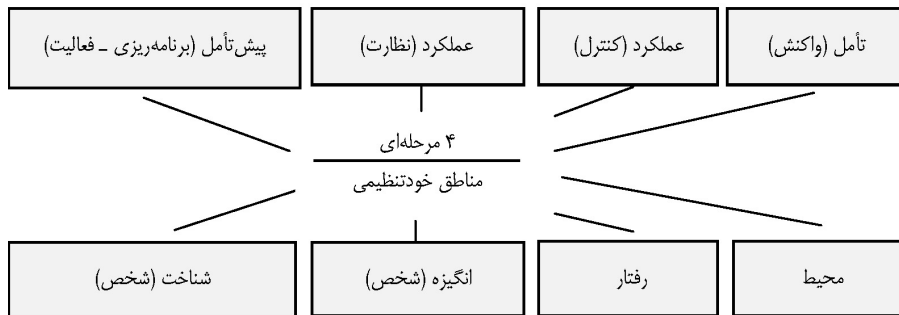 تأمل (واکنش)
عملکرد (کنترل)
عملکرد (نظارت)
پیش‌تأمل (برنامه‌ریزی – فعالیت)
۴ مرحله‌ای
مناطق خودتنظیمی
محیط
رفتار
انگیزه (شخص)
شناخت (شخص)